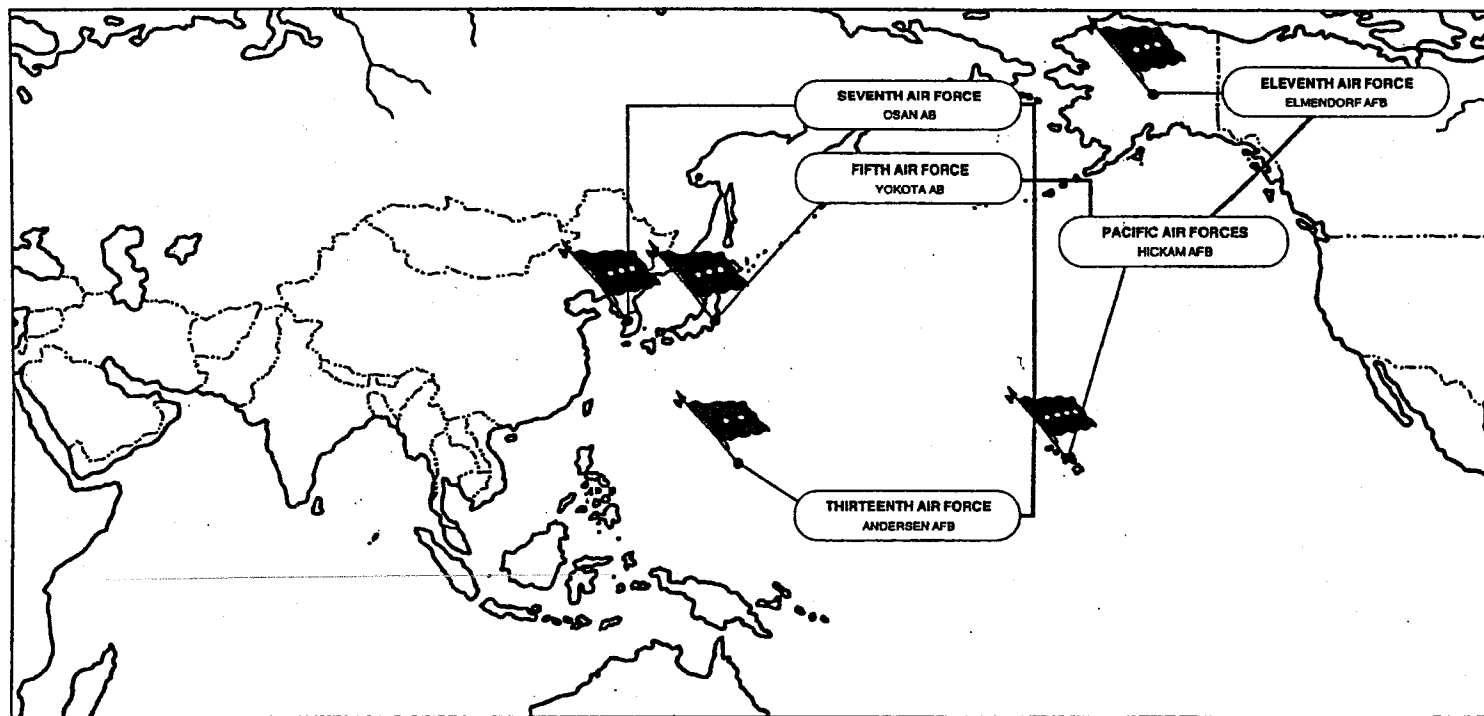 SEVENTH AIR FORCE
OSAN AB
ELEVENTH AIR FORCE
ELMENDORF AFB
FIFTH AIR FORCE
YOKOTA AB
PACIFIC AIR FORCES
HICKAM AFB
THIRTEENTH AIR FORCE
ANDERSEN AFB